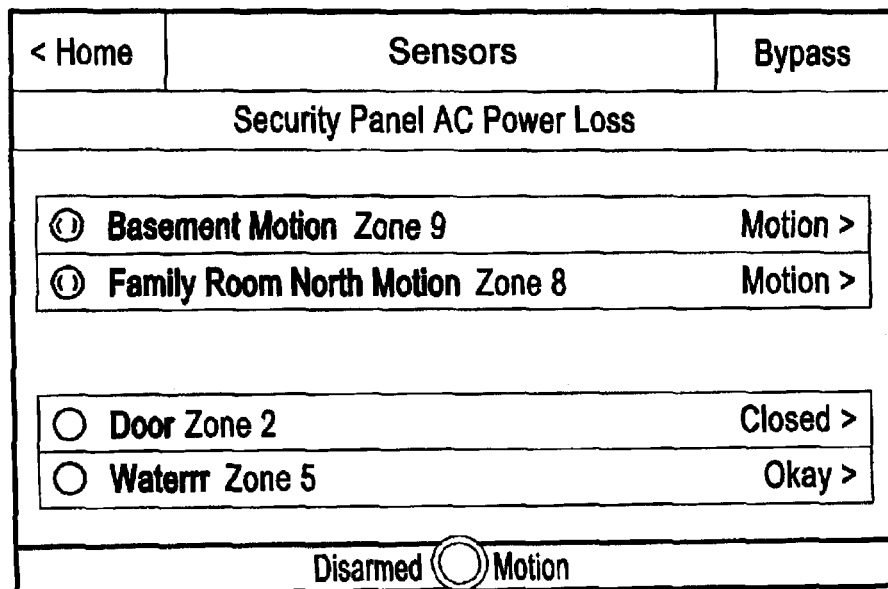 < Home Sensors Bypass
Security Panel AC Power Loss
Basement Motion Zone 9 Motion >
Family Room North Motion Zone 8 Motion >
Door Zone 2 Closed >
Waterrr Zone 5 Okay >
Disarmed Motion